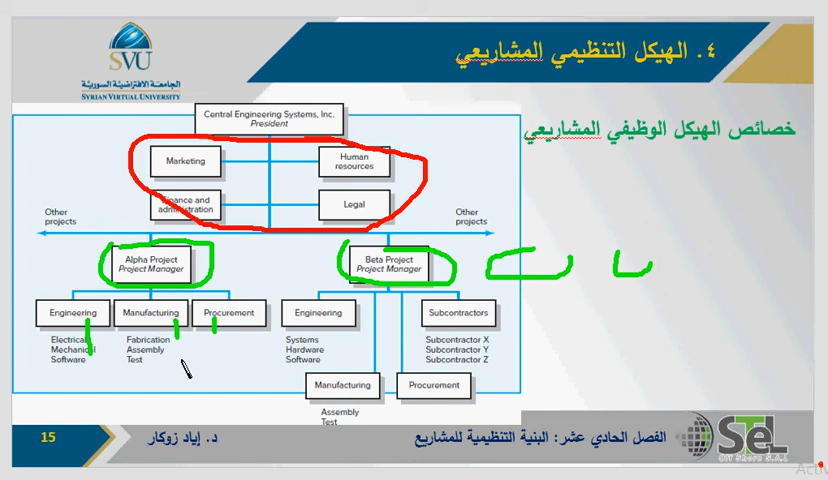 ٤. الهيكل التنظيمي المشاريعي
SVU
الجامعة الافتراضية السورية
SYRIAN VIRTUAL UNIVERSITY
خصائص الهيكل الوظيفي المشاريعي
Central Engineering Systems, Inc.
President
Marketing
Human
resources
Finance and
administration
Legal
Other
projects
Other
projects
Alpha Project
Project Manager
Beta Project
Project Manager
Engineering
Manufacturing
Procurement
Engineering
Subcontractors
Electrical
Mechanical
Software
Fabrication
Assembly
Test
Systems
Hardware
Software
Subcontractor X
Subcontractor Y
Subcontractor Z
Manufacturing
Procurement
Assembly
Test
15
د. إياد زوكار
الفصل الحادي عشر: البنية التنظيمية للمشاريع
STeL
Off Shore S.A.L